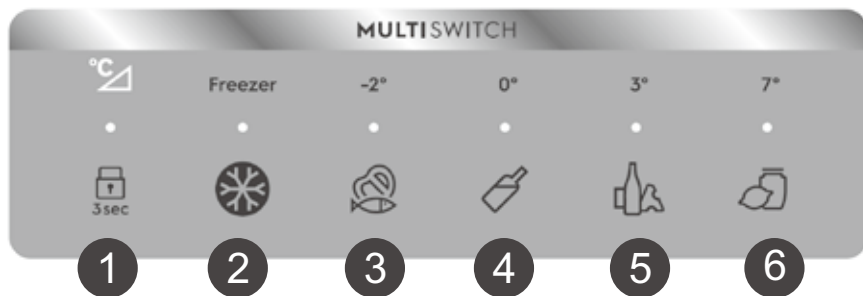 MULTISWITCH
°C
Freezer -2° 0° 3° 7°
3sec
1 2 3 4 5 6